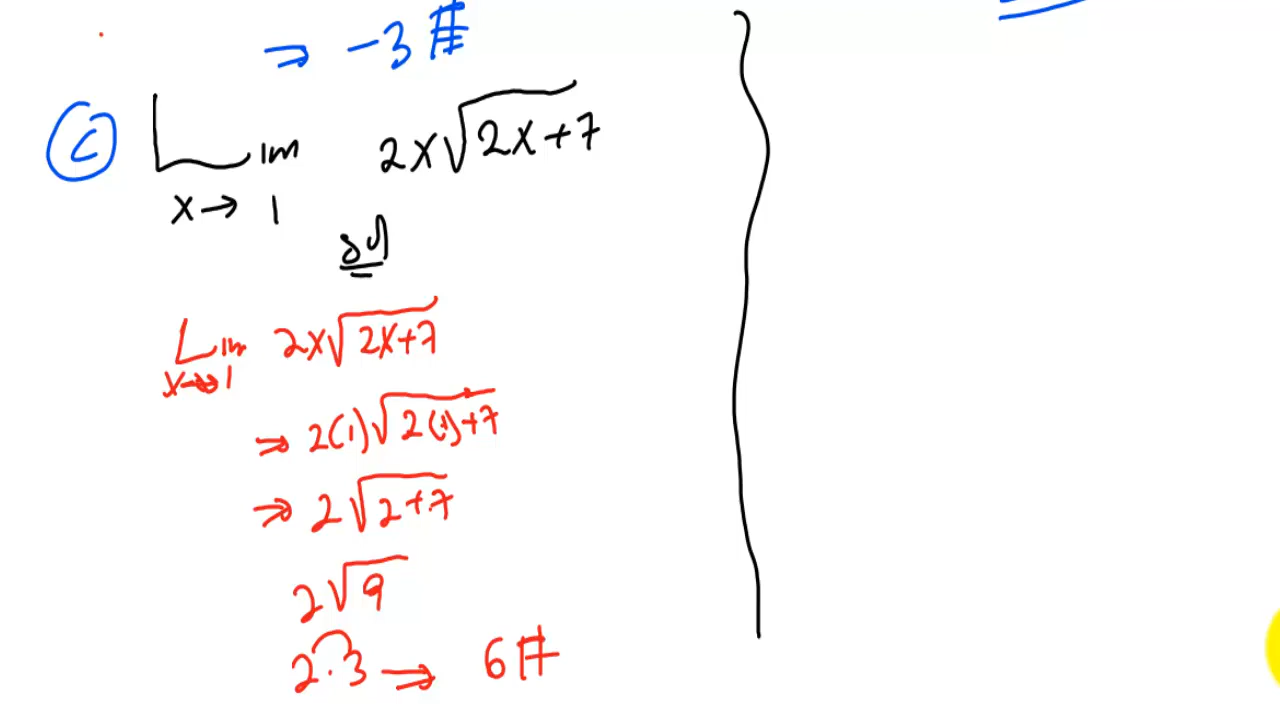 ⇒ -3 #
(c) Lim 2x√(2x+7)
x→1
sol
Lim 2x√(2x+7)
x→1
⇒ 2(1)√(2(1)+7)
⇒ 2√(2+7)
2√9
2·3 ⇒ 6#